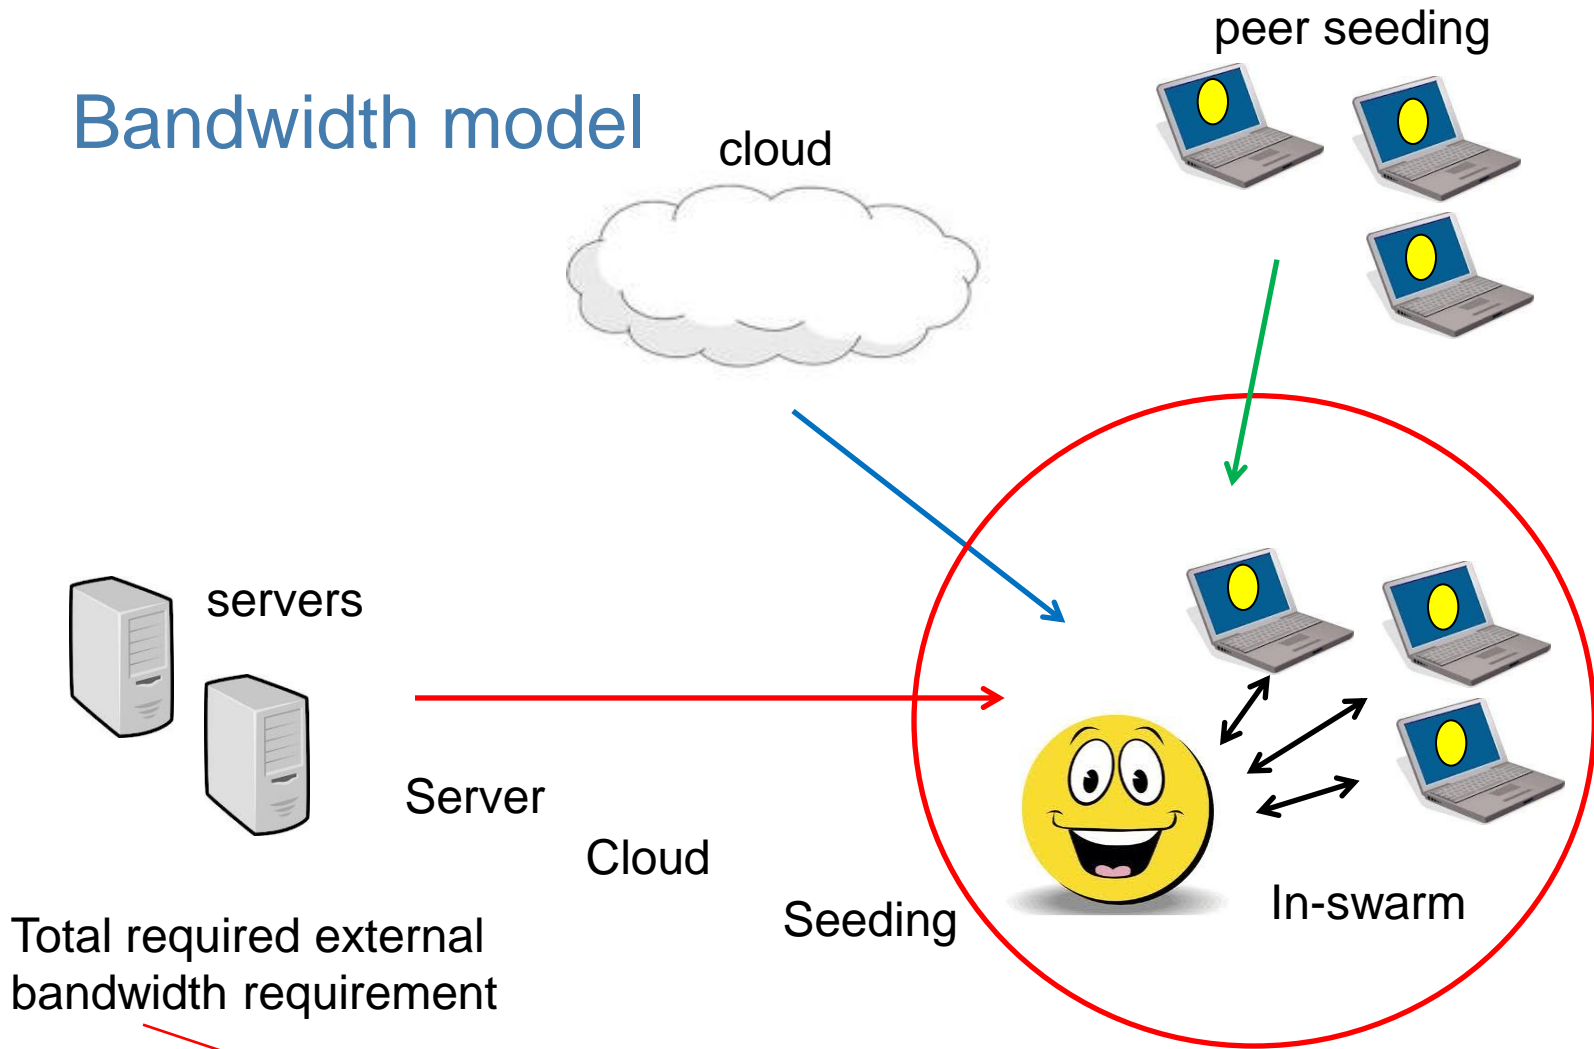 peer seeding
Bandwidth model
cloud
servers
Server
Cloud
Seeding
In-swarm
Total required external
bandwidth requirement